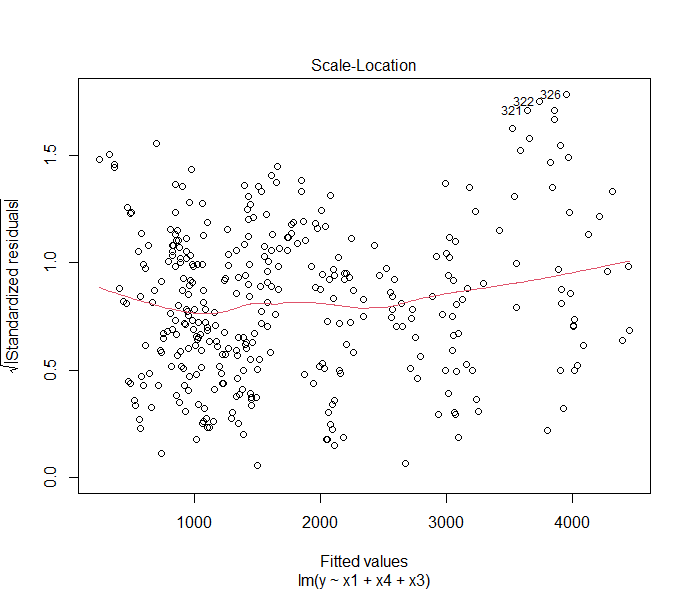 Scale-Location
√|Standardized residuals|
1.5
1.0
0.5
0.0
321
322
326
1000
2000
3000
4000
Fitted values
lm(y ~ x1 + x4 + x3)